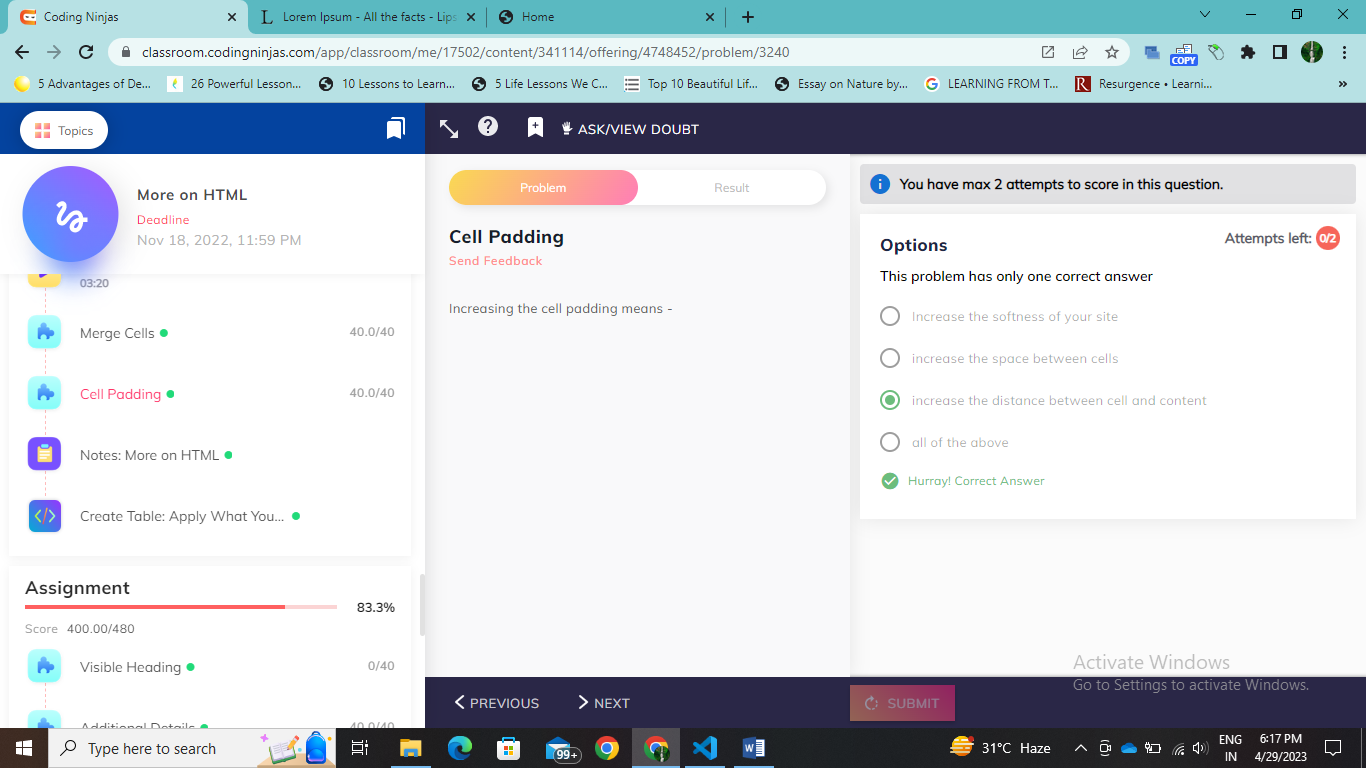 Coding Ninjas
Lorem Ipsum - All the facts - Lips
Home
classroom.codingninjas.com/app/classroom/me/17502/content/341114/offering/4748452/problem/3240
COPY
5 Advantages of De...
26 Powerful Lesson...
10 Lessons to Learn...
5 Life Lessons We C...
Top 10 Beautiful Lif...
Essay on Nature by...
LEARNING FROM T...
Resurgence • Learni...
Topics
ASK/VIEW DOUBT
More on HTML
Deadline
Nov 18, 2022, 11:59 PM
03:20
Merge Cells
40.0/40
Cell Padding
40.0/40
Notes: More on HTML
Create Table: Apply What You...
Assignment
83.3%
Score 400.00/480
Visible Heading
0/40
Additional Details
40.0/40
Problem
Result
Cell Padding
Send Feedback
Increasing the cell padding means -
You have max 2 attempts to score in this question.
Options
Attempts left: 0/2
This problem has only one correct answer
Increase the softness of your site
increase the space between cells
increase the distance between cell and content
all of the above
Hurray! Correct Answer
Activate Windows
Go to Settings to activate Windows.
PREVIOUS
NEXT
SUBMIT
Type here to search
99+
31°C Haze
ENG
IN
6:17 PM
4/29/2023